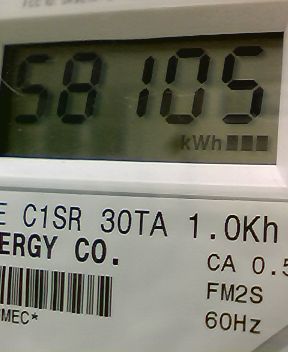 58105
kWh
E C1SR 30TA 1.0Kh
ERGY CO.
CA 0.5
FM2S
MEC*
60Hz